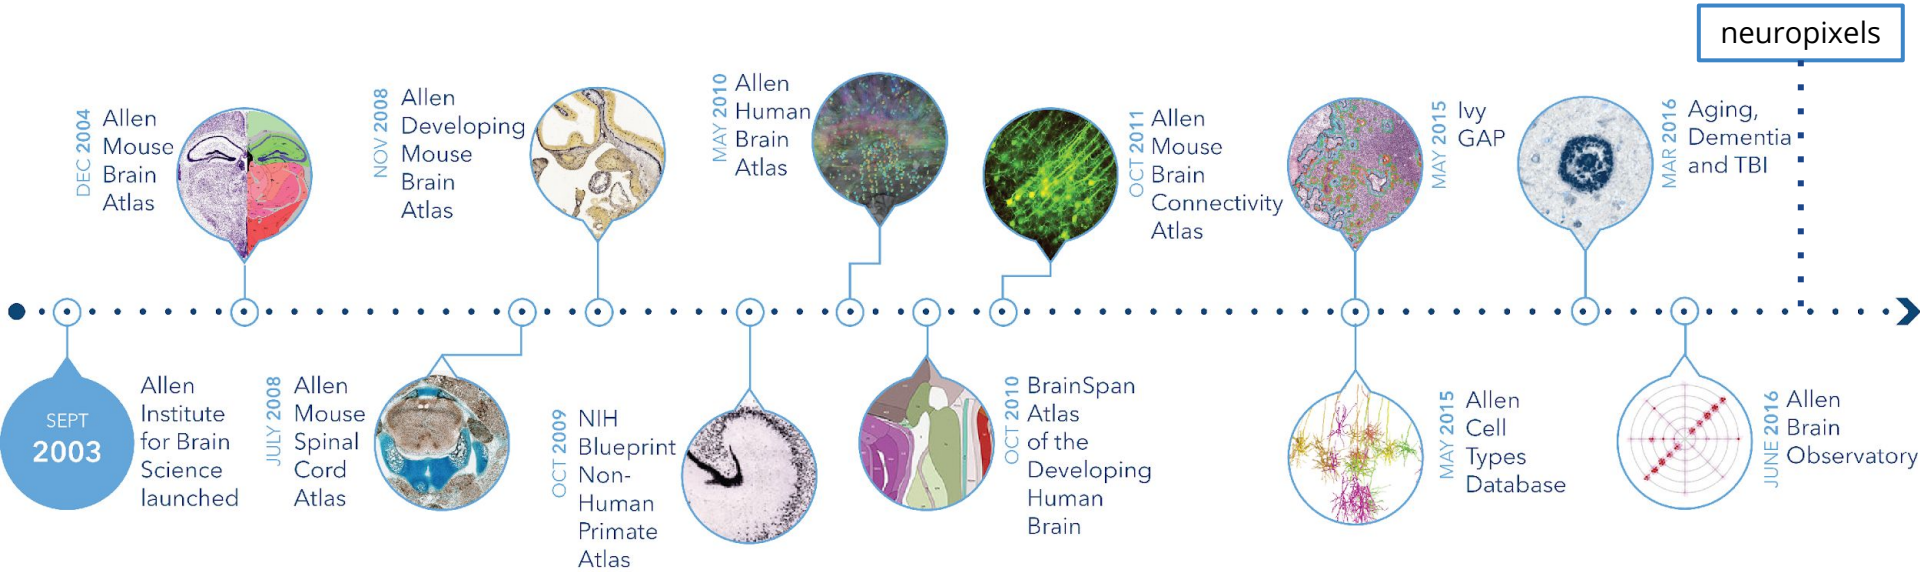 neuropixels
DEC 2004
Allen
Mouse
Brain
Atlas
NOV 2008
Allen
Developing
Mouse
Brain
Atlas
MAY 2010
Allen
Human
Brain
Atlas
OCT 2011
Allen
Mouse
Brain
Connectivity
Atlas
MAY 2015
Ivy
GAP
MAR 2016
Aging,
Dementia
and TBI
SEPT
2003
Allen
Institute
for Brain
Science
launched
JULY 2008
Allen
Mouse
Spinal
Cord
Atlas
OCT 2009
NIH
Blueprint
Non-
Human
Primate
Atlas
OCT 2010
BrainSpan
Atlas
of the
Developing
Human
Brain
MAY 2015
Allen
Cell
Types
Database
JUNE 2016
Allen
Brain
Observatory